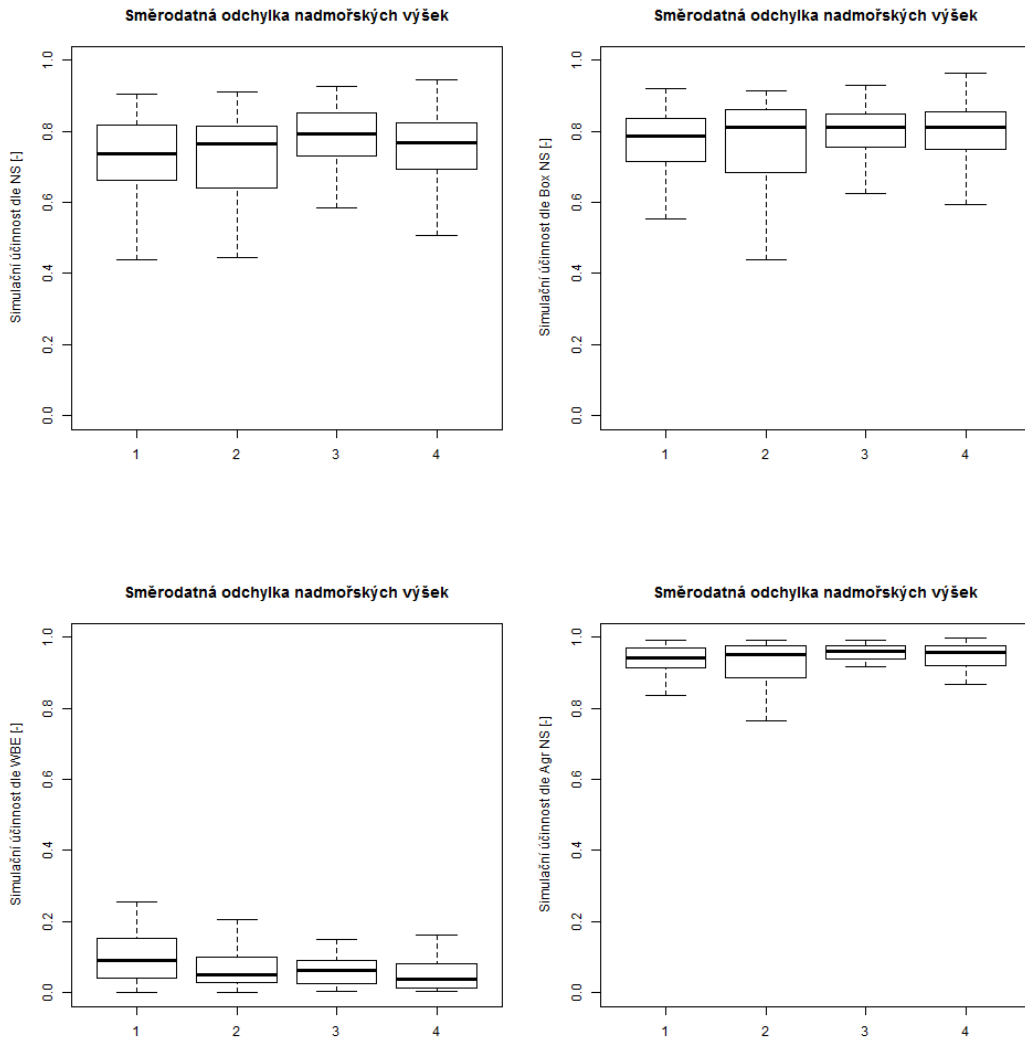 Směrodatná odchylka nadmořských výšek
Simulační účinnost dle NS [-]
1.0
0.8
0.6
0.4
0.2
0.0
1 2 3 4
Směrodatná odchylka nadmořských výšek
Simulační účinnost dle Box NS [-]
1.0
0.8
0.6
0.4
0.2
0.0
1 2 3 4
Směrodatná odchylka nadmořských výšek
Simulační účinnost dle WBE [-]
1.0
0.8
0.6
0.4
0.2
0.0
1 2 3 4
Směrodatná odchylka nadmořských výšek
Simulační účinnost dle Agr NS [-]
1.0
0.8
0.6
0.4
0.2
0.0
1 2 3 4